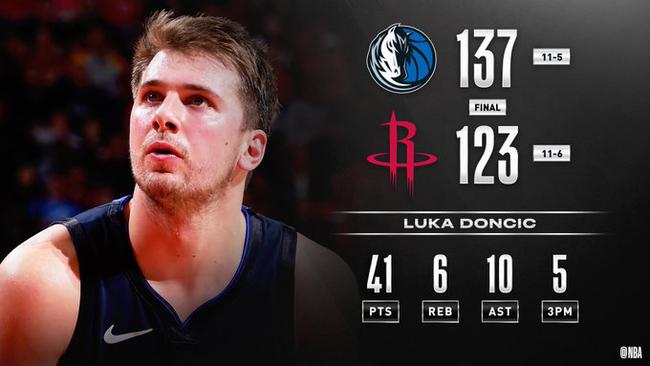 137 11-5
FINAL
123 11-6
LUKA DONCIC
41 6 10 5
PTS REB AST 3PM
@NBA